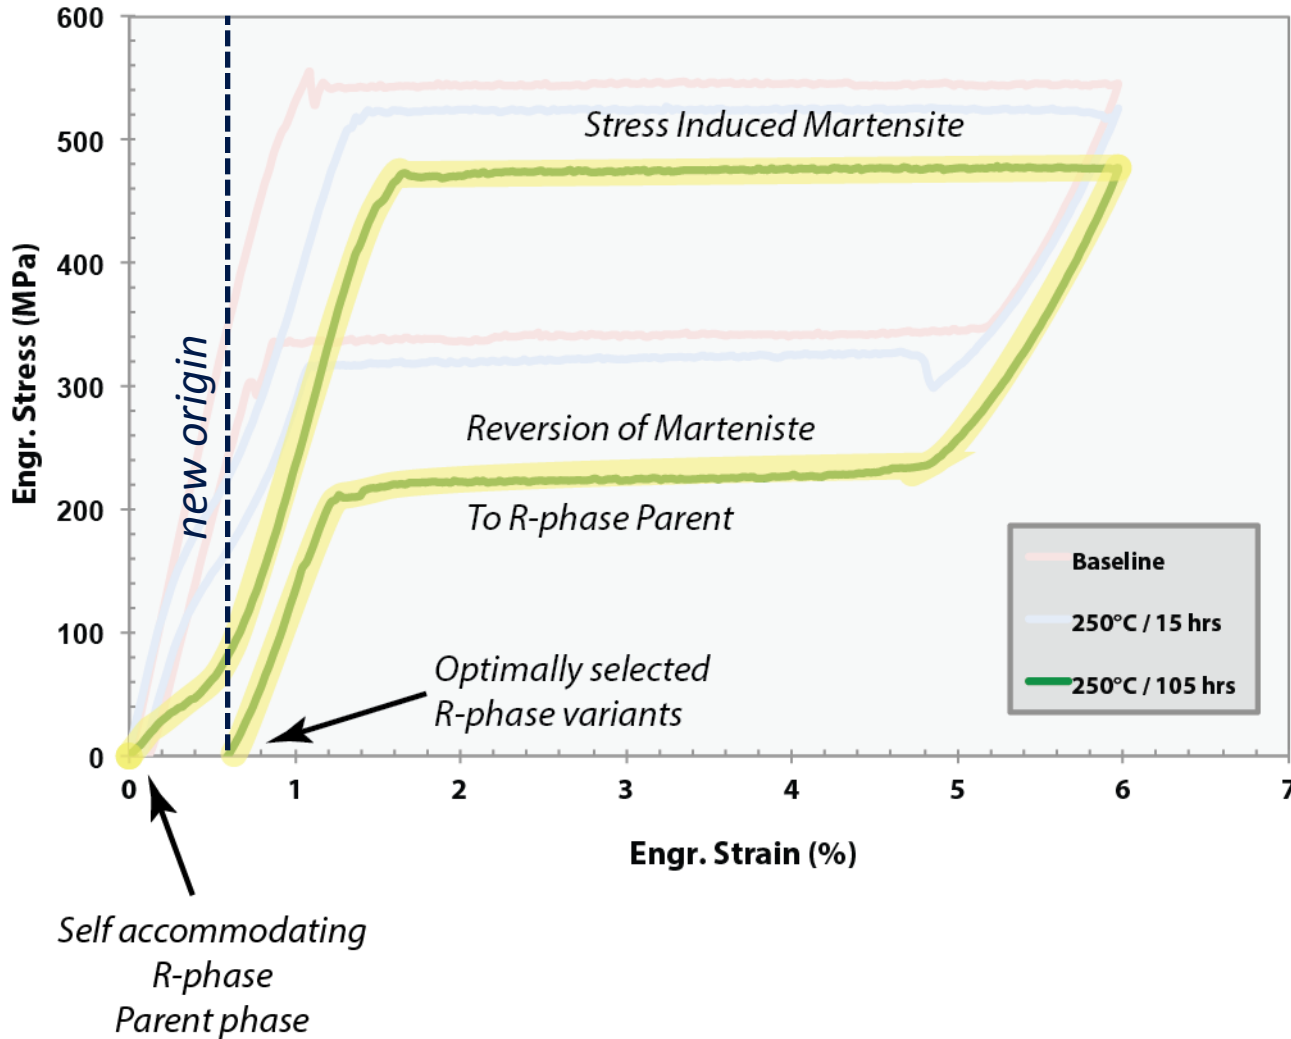 600
500
400
300
200
100
0
Engr. Stress (MPa)
new origin
Stress Induced Martensite
Reversion of Marteniste
To R-phase Parent
Optimally selected
R-phase variants
Baseline
250°C / 15 hrs
250°C / 105 hrs
0 1 2 3 4 5 6 7
Engr. Strain (%)
Self accommodating
R-phase
Parent phase